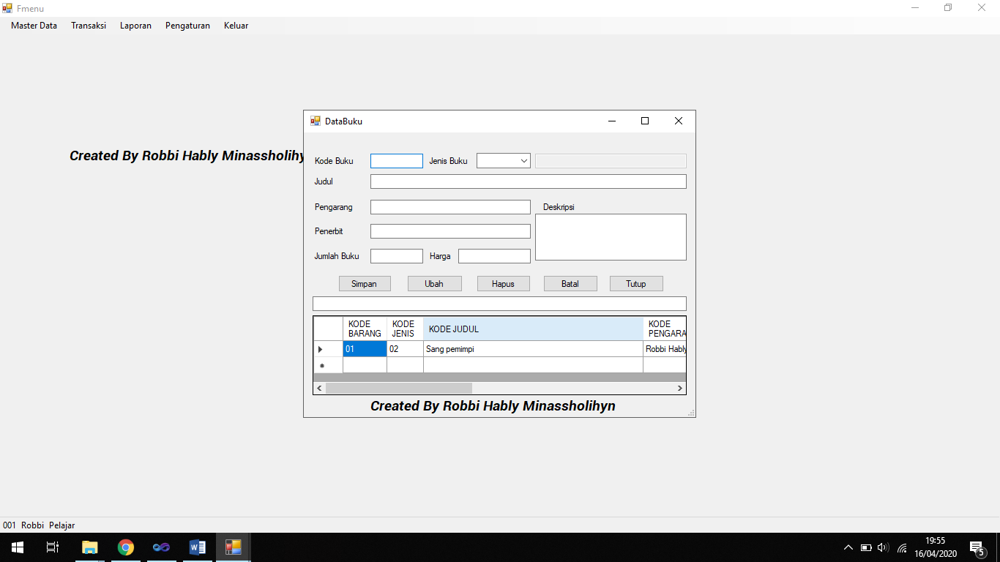 Fmenu
Master Data Transaksi Laporan Pengaturan Keluar
DataBuku
Created By Robbi Hably Minassholihy
Kode Buku Jenis Buku
Judul
Pengarang Deskripsi
Penerbit
Jumlah Buku Harga
Simpan Ubah Hapus Batal Tutup
KODE BARANG KODE JENIS KODE JUDUL KODE PENGARA
01 02 Sang pemimpi Robbi Hably
Created By Robbi Hably Minassholihyn
001 Robbi Pelajar
19:55
16/04/2020
5